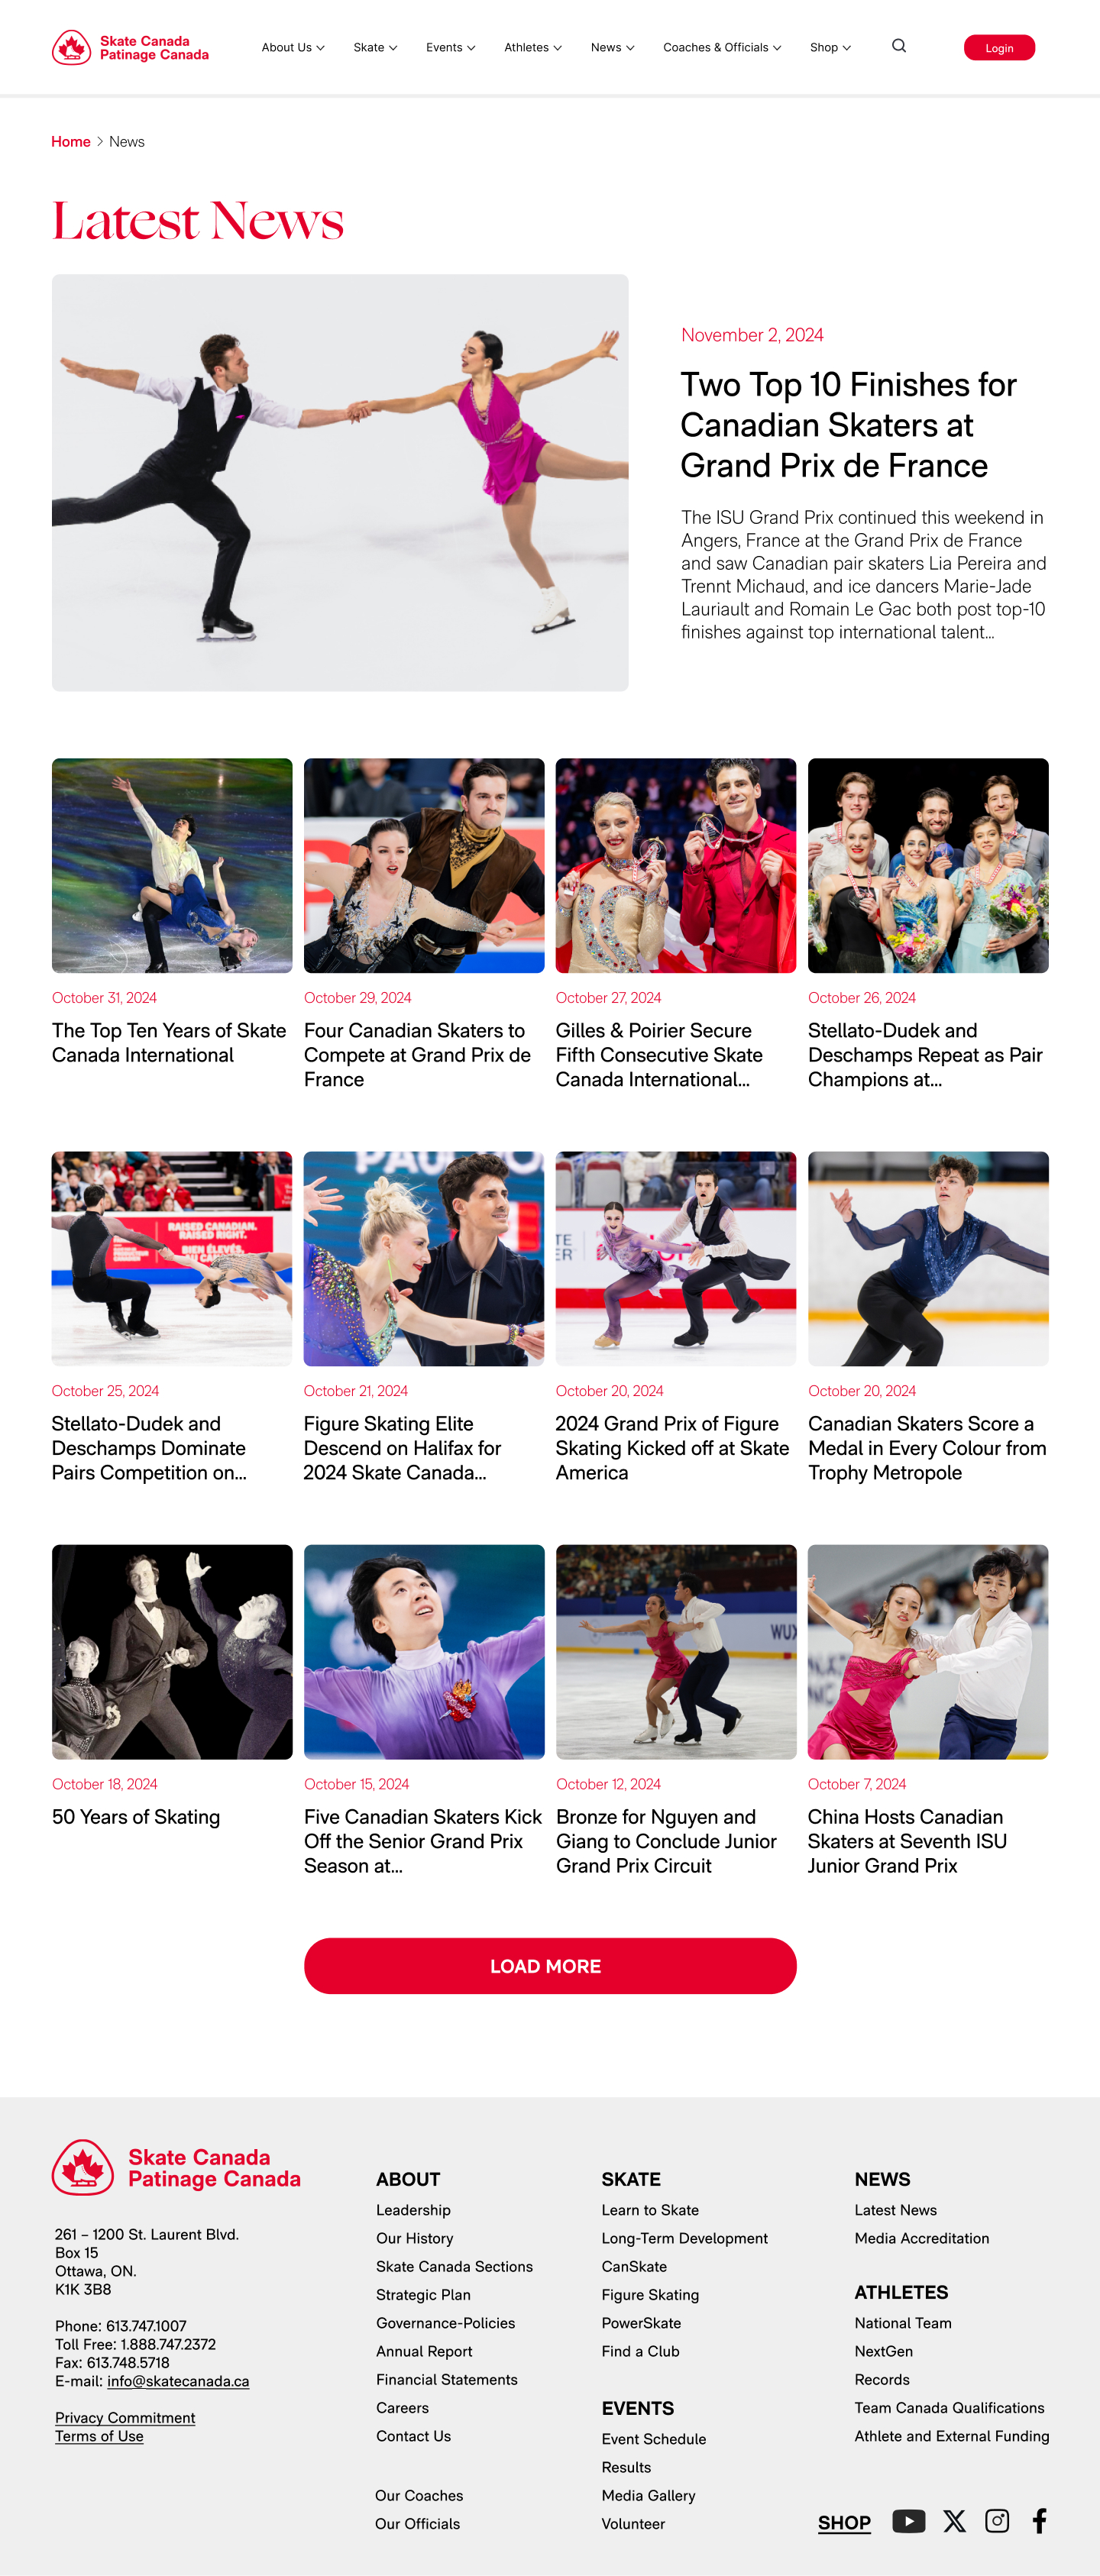 Skate Canada
Patinage Canada
About Us
Skate
Events
Athletes
News
Coaches & Officials
Shop
Login
Home > News
Latest News
November 2, 2024
Two Top 10 Finishes for
Canadian Skaters at
Grand Prix de France
The ISU Grand Prix continued this weekend in
Angers, France at the Grand Prix de France
and saw Canadian pair skaters Lia Pereira and
Trennt Michaud, and ice dancers Marie-Jade
Lauriault and Romain Le Gac both post top-10
finishes against top international talent...
October 31, 2024
The Top Ten Years of Skate
Canada International
October 29, 2024
Four Canadian Skaters to
Compete at Grand Prix de
France
October 27, 2024
Gilles & Poirier Secure
Fifth Consecutive Skate
Canada International...
October 26, 2024
Stellato-Dudek and
Deschamps Repeat as Pair
Champions at...
RAISED CANADIAN.
RAISED RIGHT.
BIEN ÉLEVÉS,
October 25, 2024
Stellato-Dudek and
Deschamps Dominate
Pairs Competition on...
October 21, 2024
Figure Skating Elite
Descend on Halifax for
2024 Skate Canada...
October 20, 2024
2024 Grand Prix of Figure
Skating Kicked off at Skate
America
October 20, 2024
Canadian Skaters Score a
Medal in Every Colour from
Trophy Metropole
WUX
October 18, 2024
50 Years of Skating
October 15, 2024
Five Canadian Skaters Kick
Off the Senior Grand Prix
Season at...
October 12, 2024
Bronze for Nguyen and
Giang to Conclude Junior
Grand Prix Circuit
October 7, 2024
China Hosts Canadian
Skaters at Seventh ISU
Junior Grand Prix
LOAD MORE
Skate Canada
Patinage Canada
261 – 1200 St. Laurent Blvd.
Box 15
Ottawa, ON.
K1K 3B8
Phone: 613.747.1007
Toll Free: 1.888.747.2372
Fax: 613.748.5718
E-mail: info@skatecanada.ca
Privacy Commitment
Terms of Use
ABOUT
Leadership
Our History
Skate Canada Sections
Strategic Plan
Governance-Policies
Annual Report
Financial Statements
Careers
Contact Us
Our Coaches
Our Officials
SKATE
Learn to Skate
Long-Term Development
CanSkate
Figure Skating
PowerSkate
Find a Club
EVENTS
Event Schedule
Results
Media Gallery
Volunteer
NEWS
Latest News
Media Accreditation
ATHLETES
National Team
NextGen
Records
Team Canada Qualifications
Athlete and External Funding
SHOP